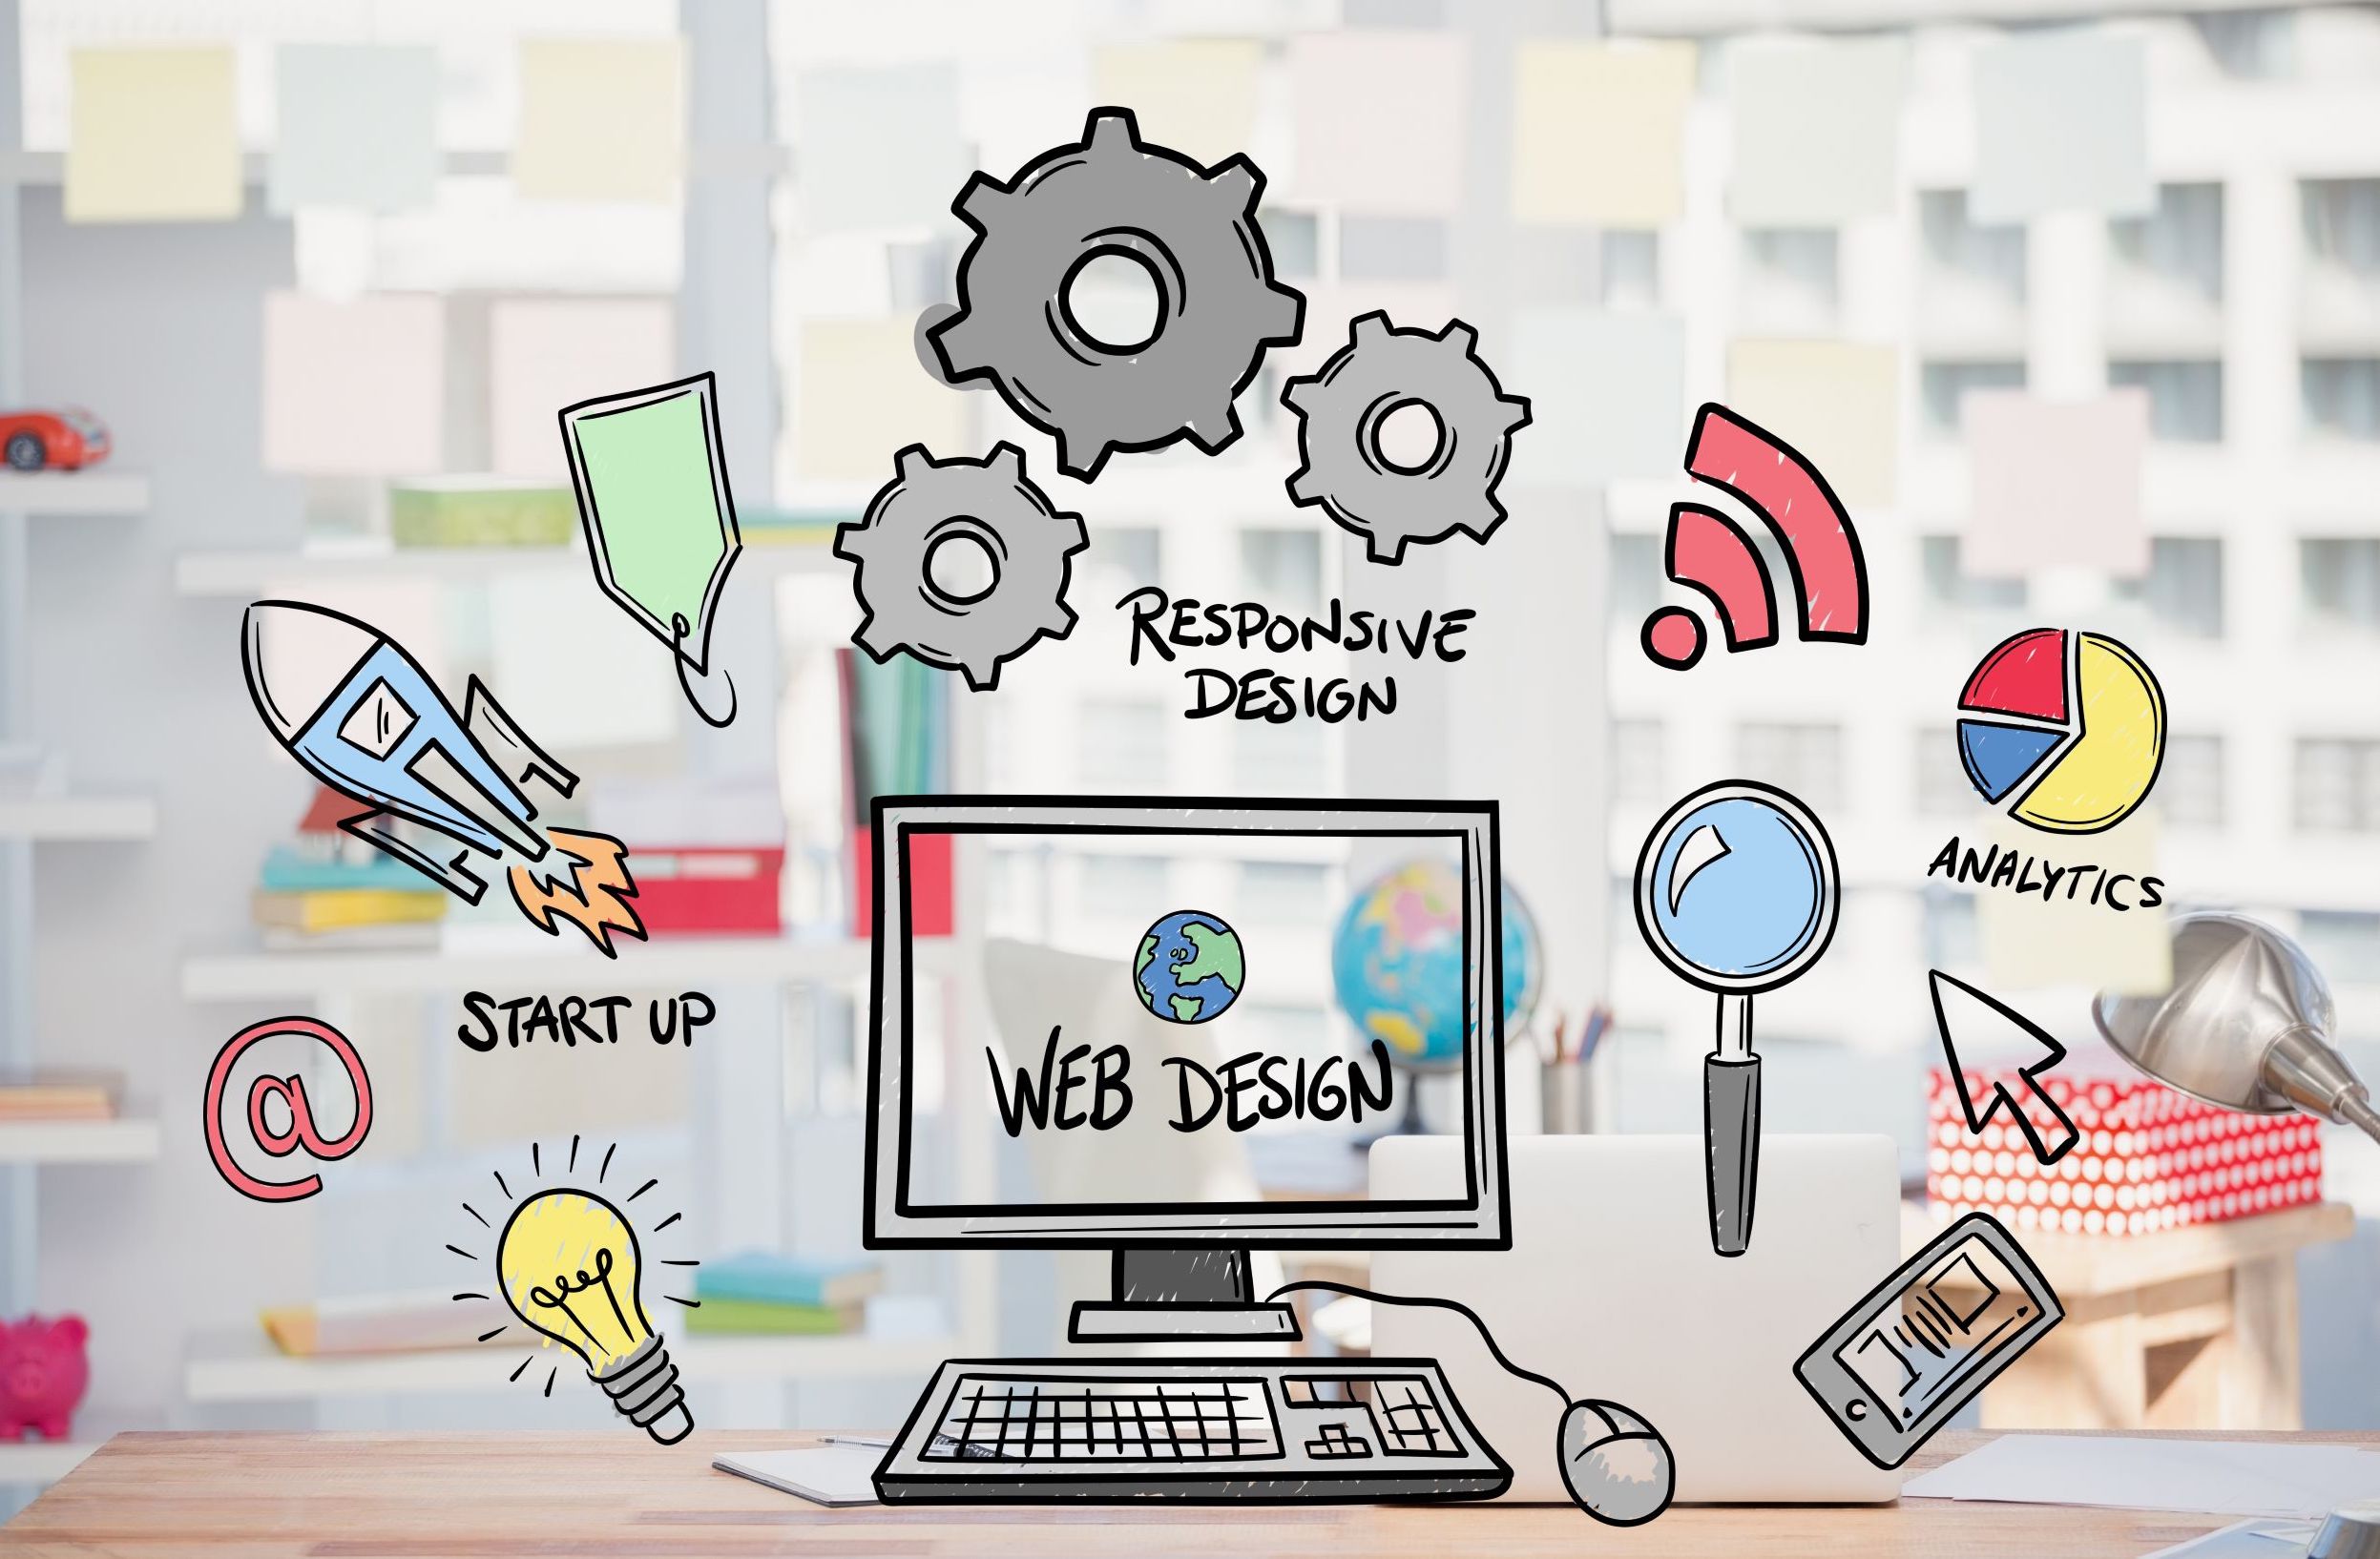 RESPONSIVE
DESIGN
ANALYTICS
START UP
@
WEB DESIGN